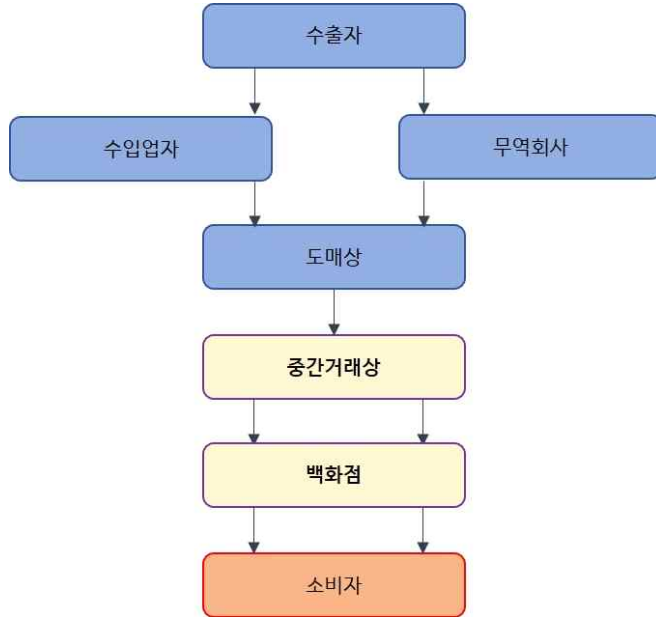 수출자
수입업자
무역회사
도매상
중간거래상
백화점
소비자